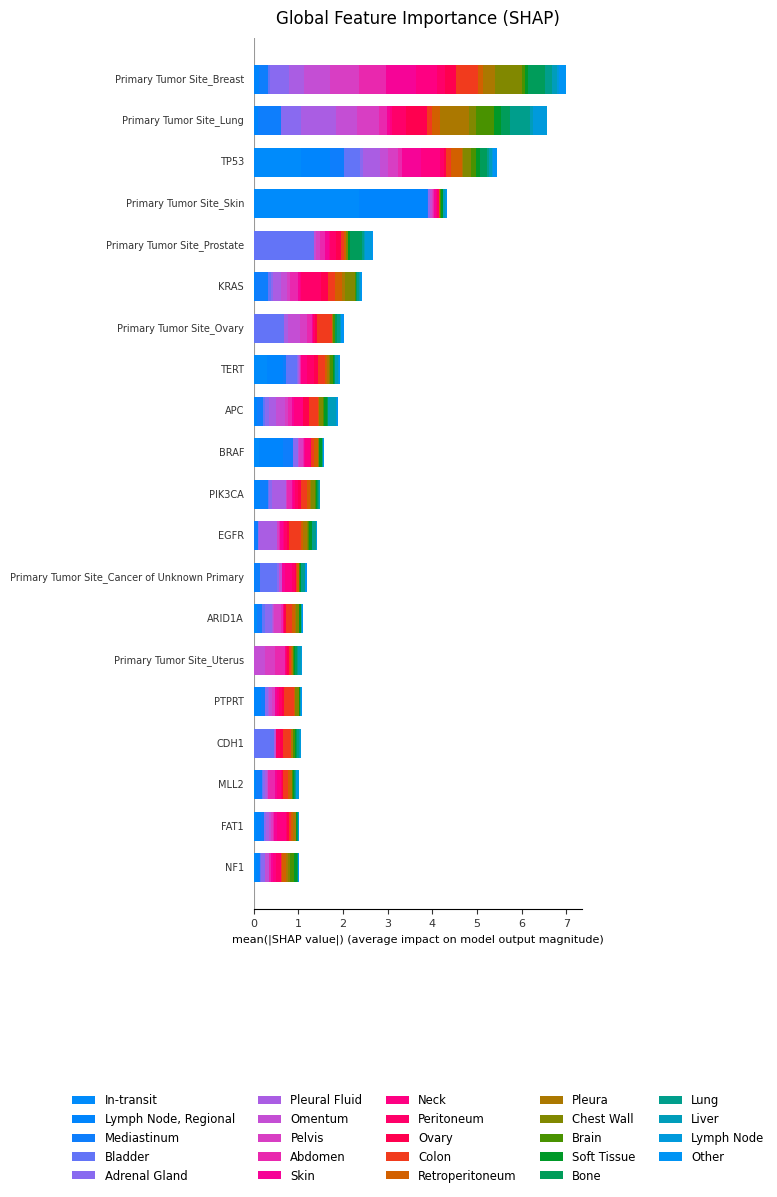 Global Feature Importance (SHAP)
Primary Tumor Site_Breast
Primary Tumor Site_Lung
TP53
Primary Tumor Site_Skin
Primary Tumor Site_Prostate
KRAS
Primary Tumor Site_Ovary
TERT
APC
BRAF
PIK3CA
EGFR
Primary Tumor Site_Cancer of Unknown Primary
ARID1A
Primary Tumor Site_Uterus
PTPRT
CDH1
MLL2
FAT1
NF1
0 1 2 3 4 5 6 7
mean(|SHAP value|) (average impact on model output magnitude)
In-transit Pleural Fluid Neck Pleura Lung
Lymph Node, Regional Omentum Peritoneum Chest Wall Liver
Mediastinum Pelvis Ovary Brain Lymph Node
Bladder Abdomen Colon Soft Tissue Other
Adrenal Gland Skin Retroperitoneum Bone